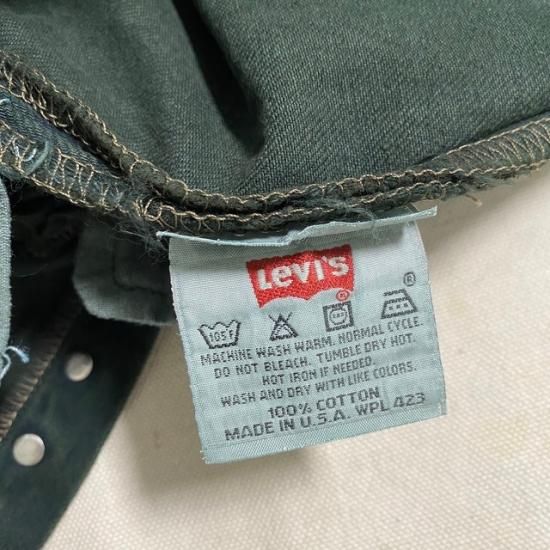 Levi's
105F
MACHINE WASH WARM. NORMAL CYCLE.
DO NOT BLEACH. TUMBLE DRY HOT.
HOT IRON IF NEEDED.
WASH AND DRY WITH LIKE COLORS.
100% COTTON
MADE IN U.S.A. WPL 423